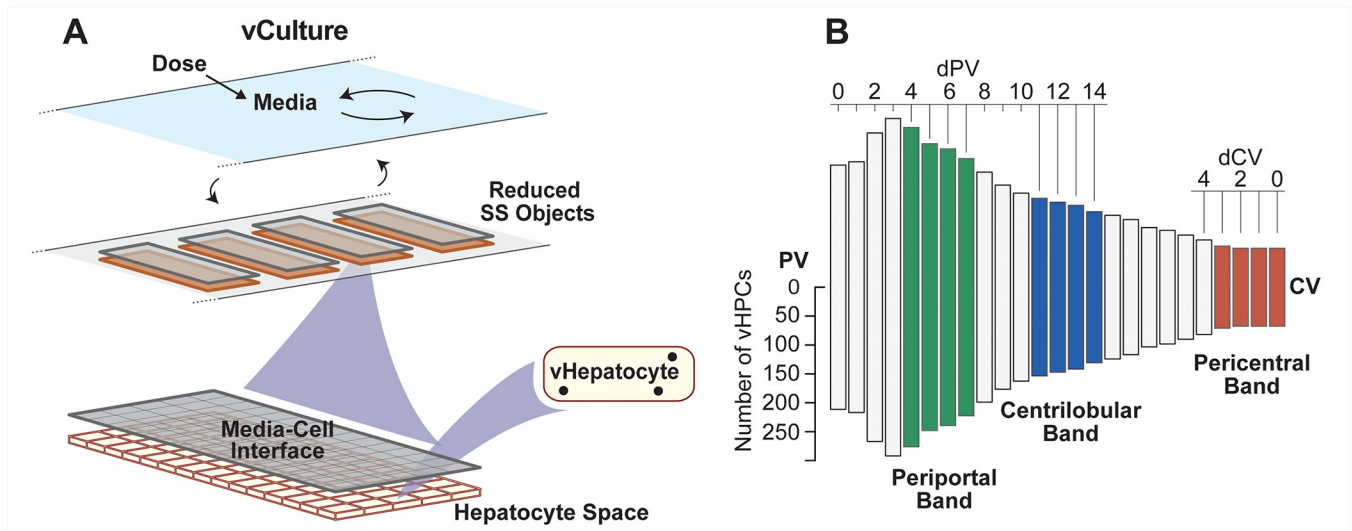 A
vCulture
Dose
Media
Reduced
SS Objects
vHepatocyte
Media-Cell
Interface
Hepatocyte Space
B
dPV
0 2 4 6 8 10 12 14
dCV
4 2 0
PV
CV
0
50
100
150
200
250
Number of vHPCs
Pericentral
Band
Centrilobular
Band
Periportal
Band